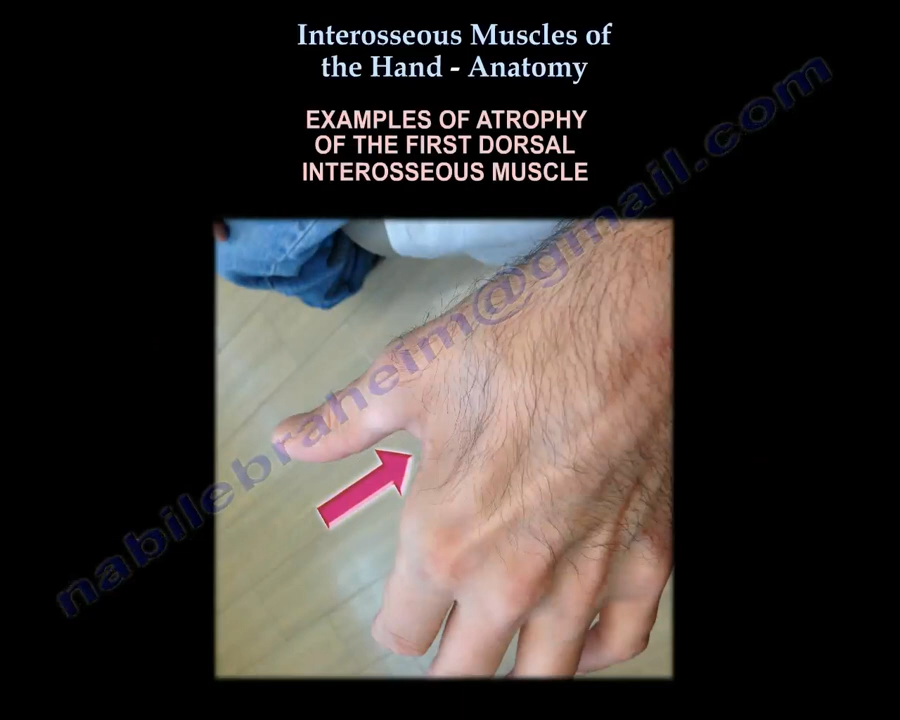 Interosseous Muscles of
the Hand - Anatomy
EXAMPLES OF ATROPHY
OF THE FIRST DORSAL
INTEROSSEOUS MUSCLE
nabilebraheim@gmail.com